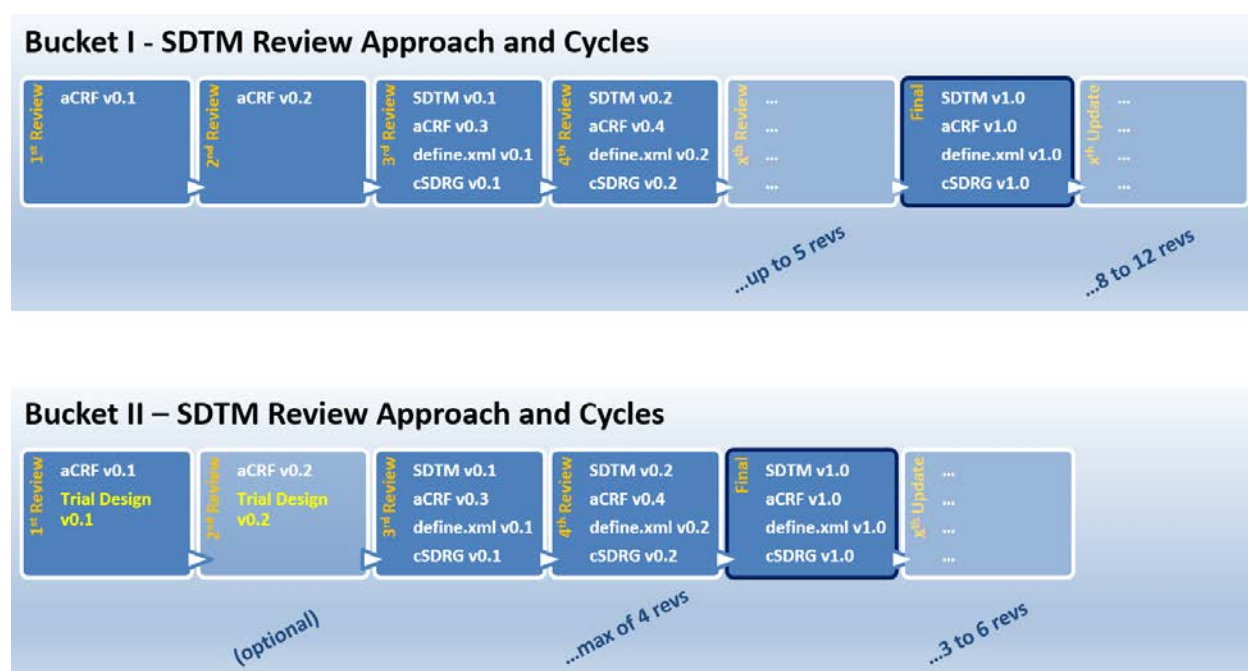 Bucket I - SDTM Review Approach and Cycles
1st Review
aCRF v0.1
2nd Review
aCRF v0.2
3rd Review
SDTM v0.1
aCRF v0.3
define.xml v0.1
cSDRG v0.1
4th Review
SDTM v0.2
aCRF v0.4
define.xml v0.2
cSDRG v0.2
xth Review
...
...
...
...
Final
SDTM v1.0
aCRF v1.0
define.xml v1.0
cSDRG v1.0
xth Update
...
...
...
...
...up to 5 revs
...8 to 12 revs
Bucket II – SDTM Review Approach and Cycles
1st Review
aCRF v0.1
Trial Design
v0.1
2nd Review
aCRF v0.2
Trial Design
v0.2
3rd Review
SDTM v0.1
aCRF v0.3
define.xml v0.1
cSDRG v0.1
4th Review
SDTM v0.2
aCRF v0.4
define.xml v0.2
cSDRG v0.2
Final
SDTM v1.0
aCRF v1.0
define.xml v1.0
cSDRG v1.0
xth Update
...
...
...
...
(optional)
...max of 4 revs
...3 to 6 revs